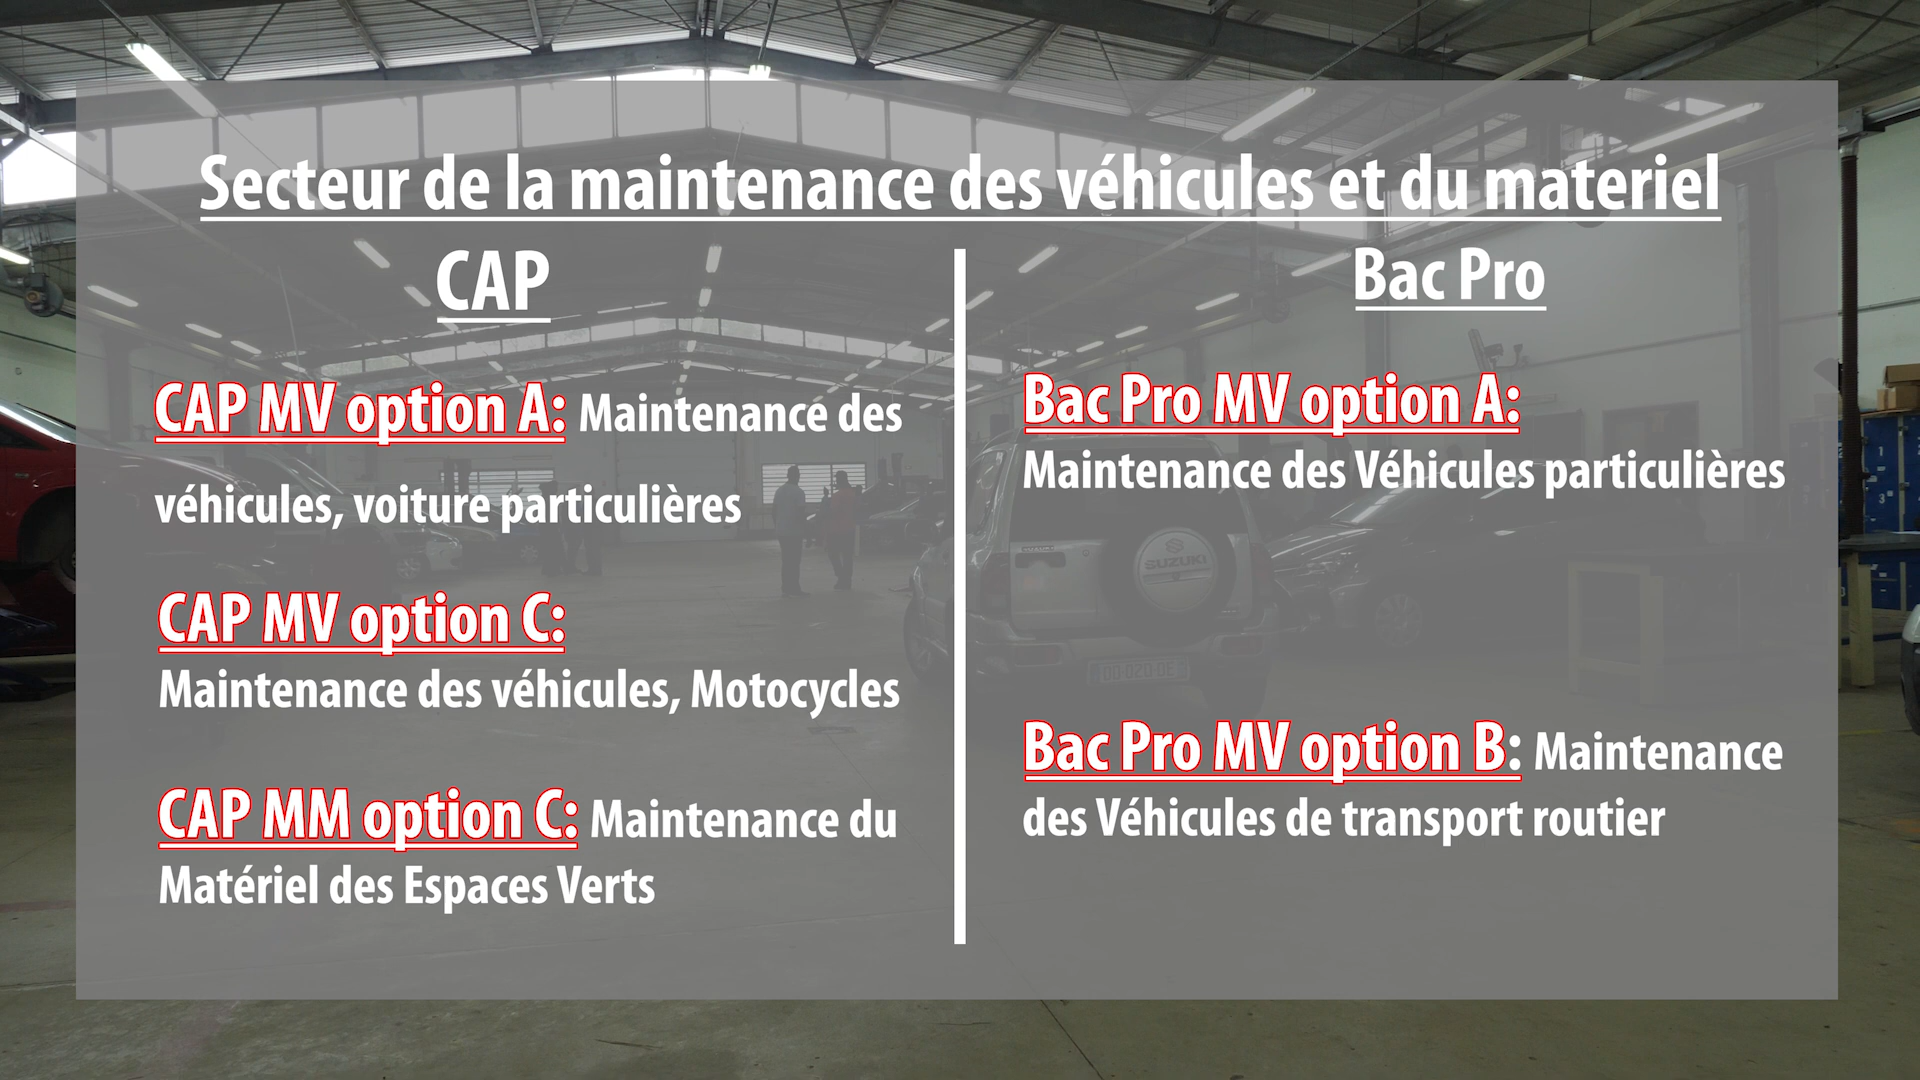 Secteur de la maintenance des véhicules et du materiel
CAP
CAP MV option A: Maintenance des
véhicules, voiture particulières
CAP MV option C:
Maintenance des véhicules, Motocycles
CAP MM option C: Maintenance du
Matériel des Espaces Verts
Bac Pro
Bac Pro MV option A:
Maintenance des Véhicules particulières
Bac Pro MV option B: Maintenance
des Véhicules de transport routier
SUZUKI